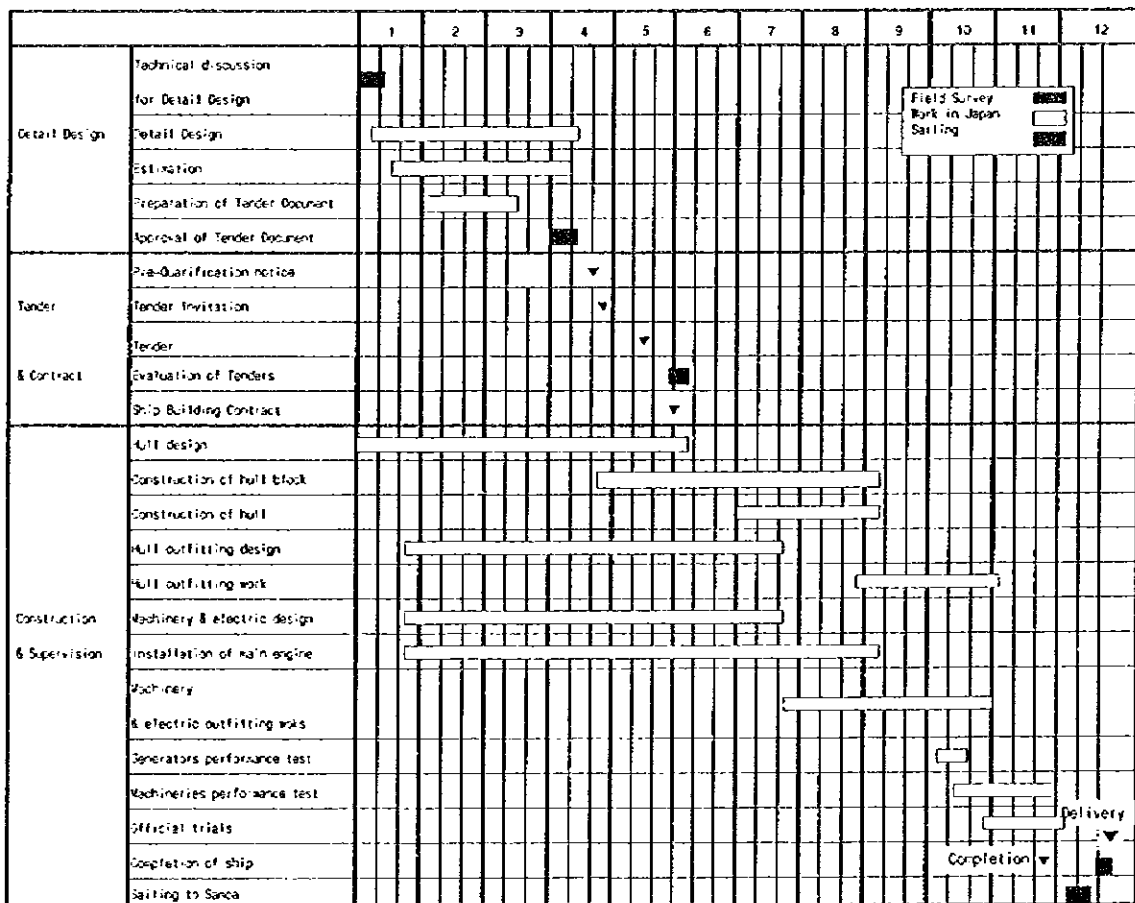 1 2 3 4 5 6 7 8 9 10 11 12
Technical discussion
for Detail Design
Field Survey
Work in Japan
Sailing
Detail Design
Detail Design
Estimation
Preparation of Tender Document
Approval of Tender Document
Pre-Quarification notice
Tender
Tender Invitation
Tender
& Contract
Evaluation of Tenders
Ship Building Contract
Hull design
Construction of hull block
Construction of hull
Hull outfitting design
Hull outfitting work
Construction
Machinery & electric design
& Supervision
Installation of main engine
Machinery
& electric outfitting woks
Generators performance test
Machineries performance test
Official trials
Delivery
Completion of ship
Completion
Sailing to Samoa